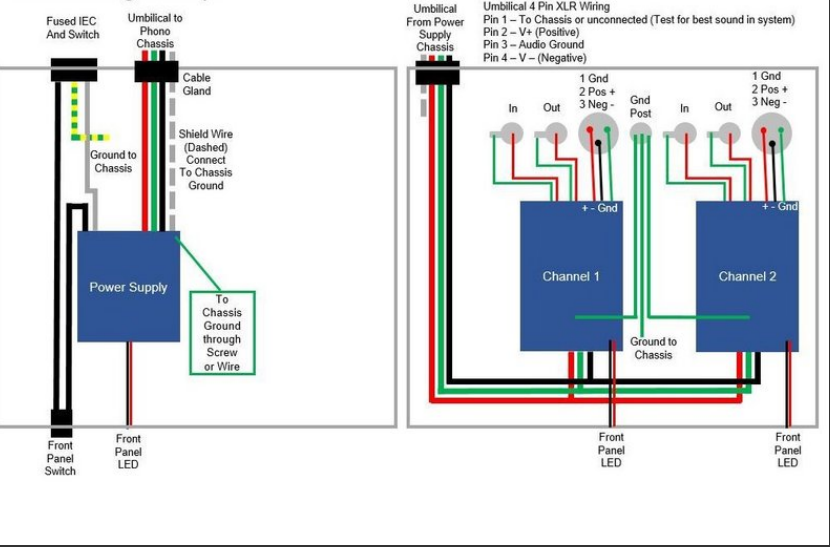 Fused IEC
And Switch
Umbilical to
Phono
Chassis
Cable
Gland
Ground to
Chassis
Shield Wire
(Dashed)
Connect
To Chassis
Ground
Power Supply
To
Chassis
Ground
through
Screw
or Wire
Front
Panel
Switch
Front
Panel
LED
Umbilical
From Power
Supply
Chassis
Umbilical 4 Pin XLR Wiring
Pin 1 – To Chassis or unconnected (Test for best sound in system)
Pin 2 – V+ (Positive)
Pin 3 – Audio Ground
Pin 4 – V – (Negative)
In
Out
1 Gnd
2 Pos +
3 Neg -
Gnd
Post
In
Out
1 Gnd
2 Pos +
3 Neg -
+ - Gnd
+ - Gnd
Channel 1
Channel 2
Ground to
Chassis
Front
Panel
LED
Front
Panel
LED